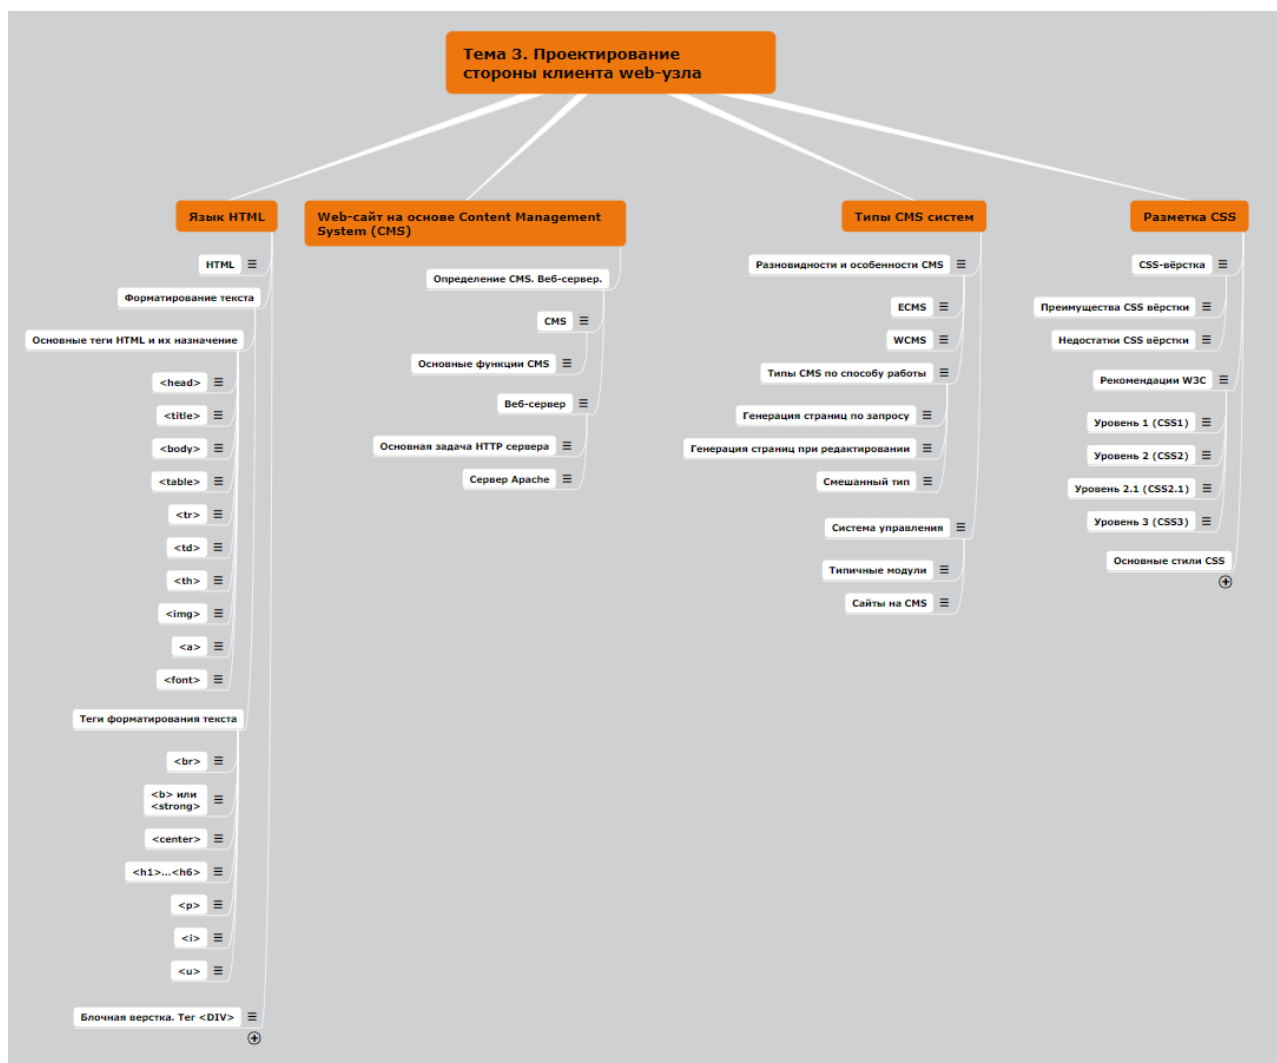 Тема 3. Проектирование
стороны клиента web-узла
Язык HTML
HTML
Форматирование текста
Основные теги HTML и их назначение
<head>
<title>
<body>
<table>
<tr>
<td>
<th>
<img>
<a>
<font>
Теги форматирования текста
<br>
<b> или
<strong>
<center>
<h1>...<h6>
<p>
<i>
<u>
Блочная верстка. Тег <DIV>
Web-сайт на основе Content Management
System (CMS)
Определение CMS. Веб-сервер.
CMS
Основные функции CMS
Веб-сервер
Основная задача HTTP сервера
Сервер Apache
Типы CMS систем
Разновидности и особенности CMS
ECMS
WCMS
Типы CMS по способу работы
Генерация страниц по запросу
Генерация страниц при редактировании
Смешанный тип
Система управления
Типичные модули
Сайты на CMS
Разметка CSS
CSS-вёрстка
Преимущества CSS вёрстки
Недостатки CSS вёрстки
Рекомендации W3C
Уровень 1 (CSS1)
Уровень 2 (CSS2)
Уровень 2.1 (CSS2.1)
Уровень 3 (CSS3)
Основные стили CSS